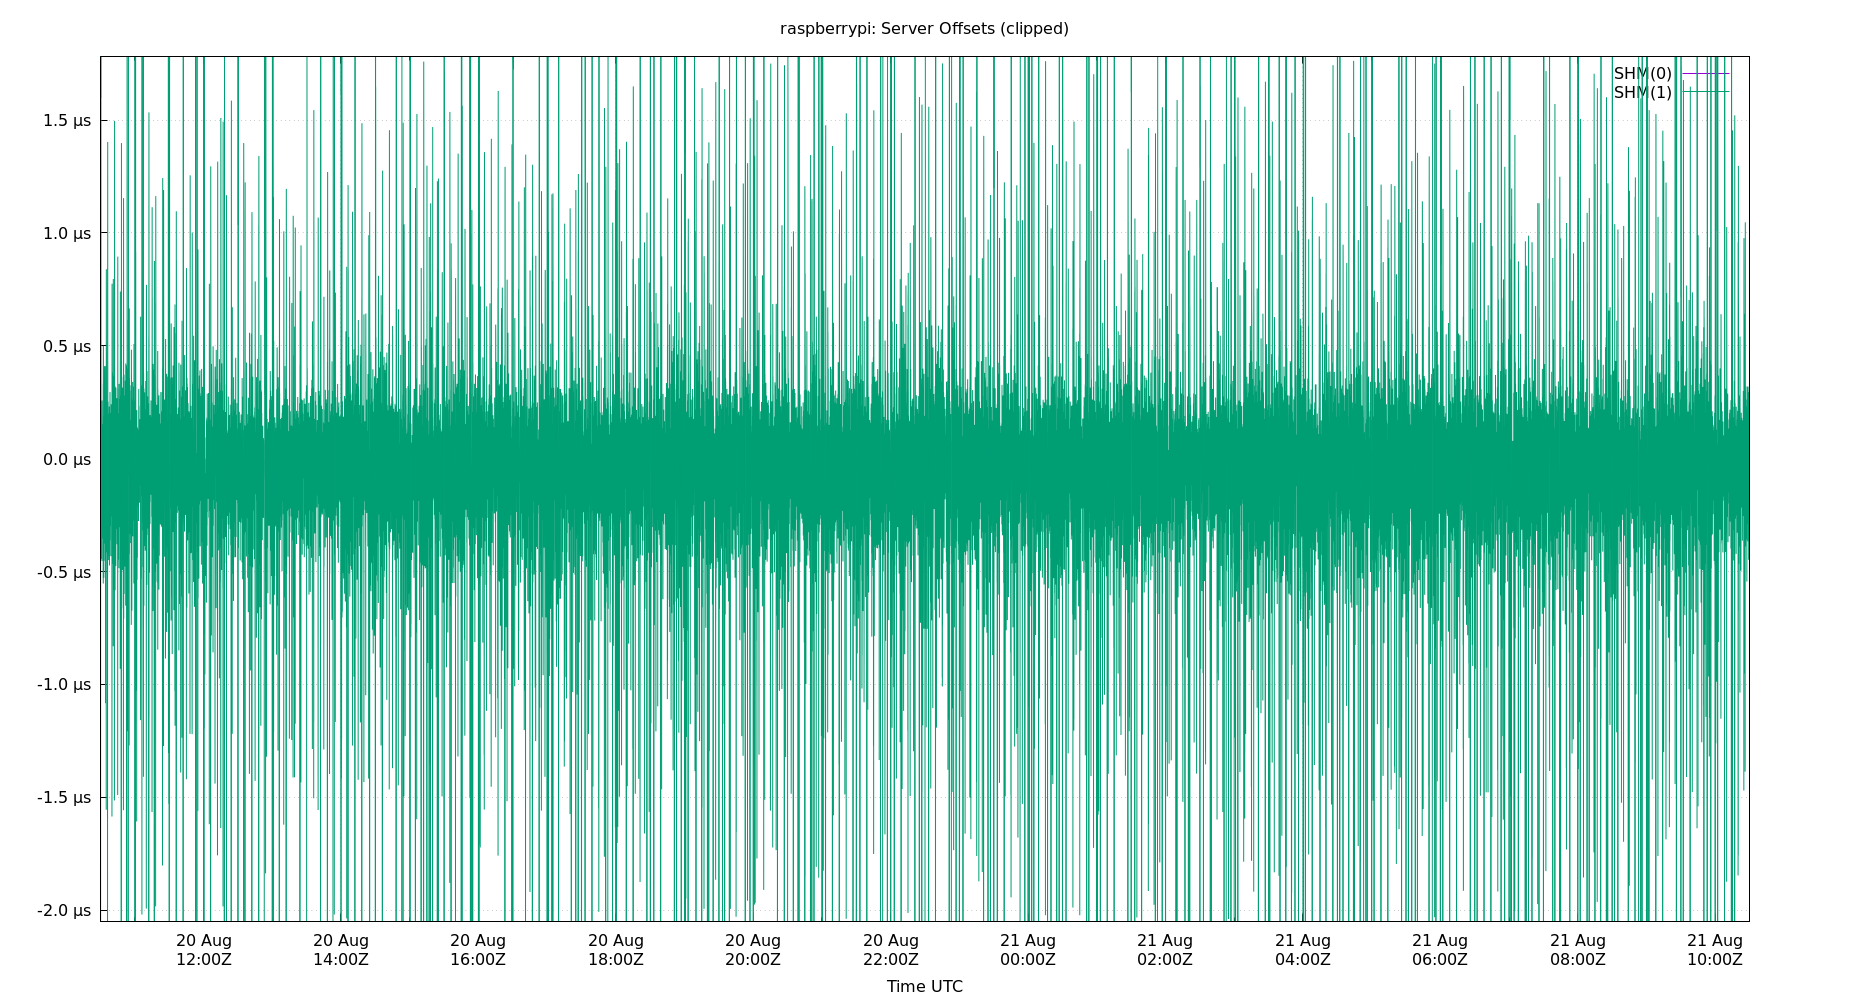 raspberrypi: Server Offsets (clipped)
SHM(0)
SHM(1)
1.5 µs
1.0 µs
0.5 µs
0.0 µs
-0.5 µs
-1.0 µs
-1.5 µs
-2.0 µs
20 Aug 20 Aug 20 Aug 20 Aug 20 Aug 20 Aug 21 Aug 21 Aug 21 Aug 21 Aug 21 Aug 21 Aug
12:00Z 14:00Z 16:00Z 18:00Z 20:00Z 22:00Z 00:00Z 02:00Z 04:00Z 06:00Z 08:00Z 10:00Z
Time UTC